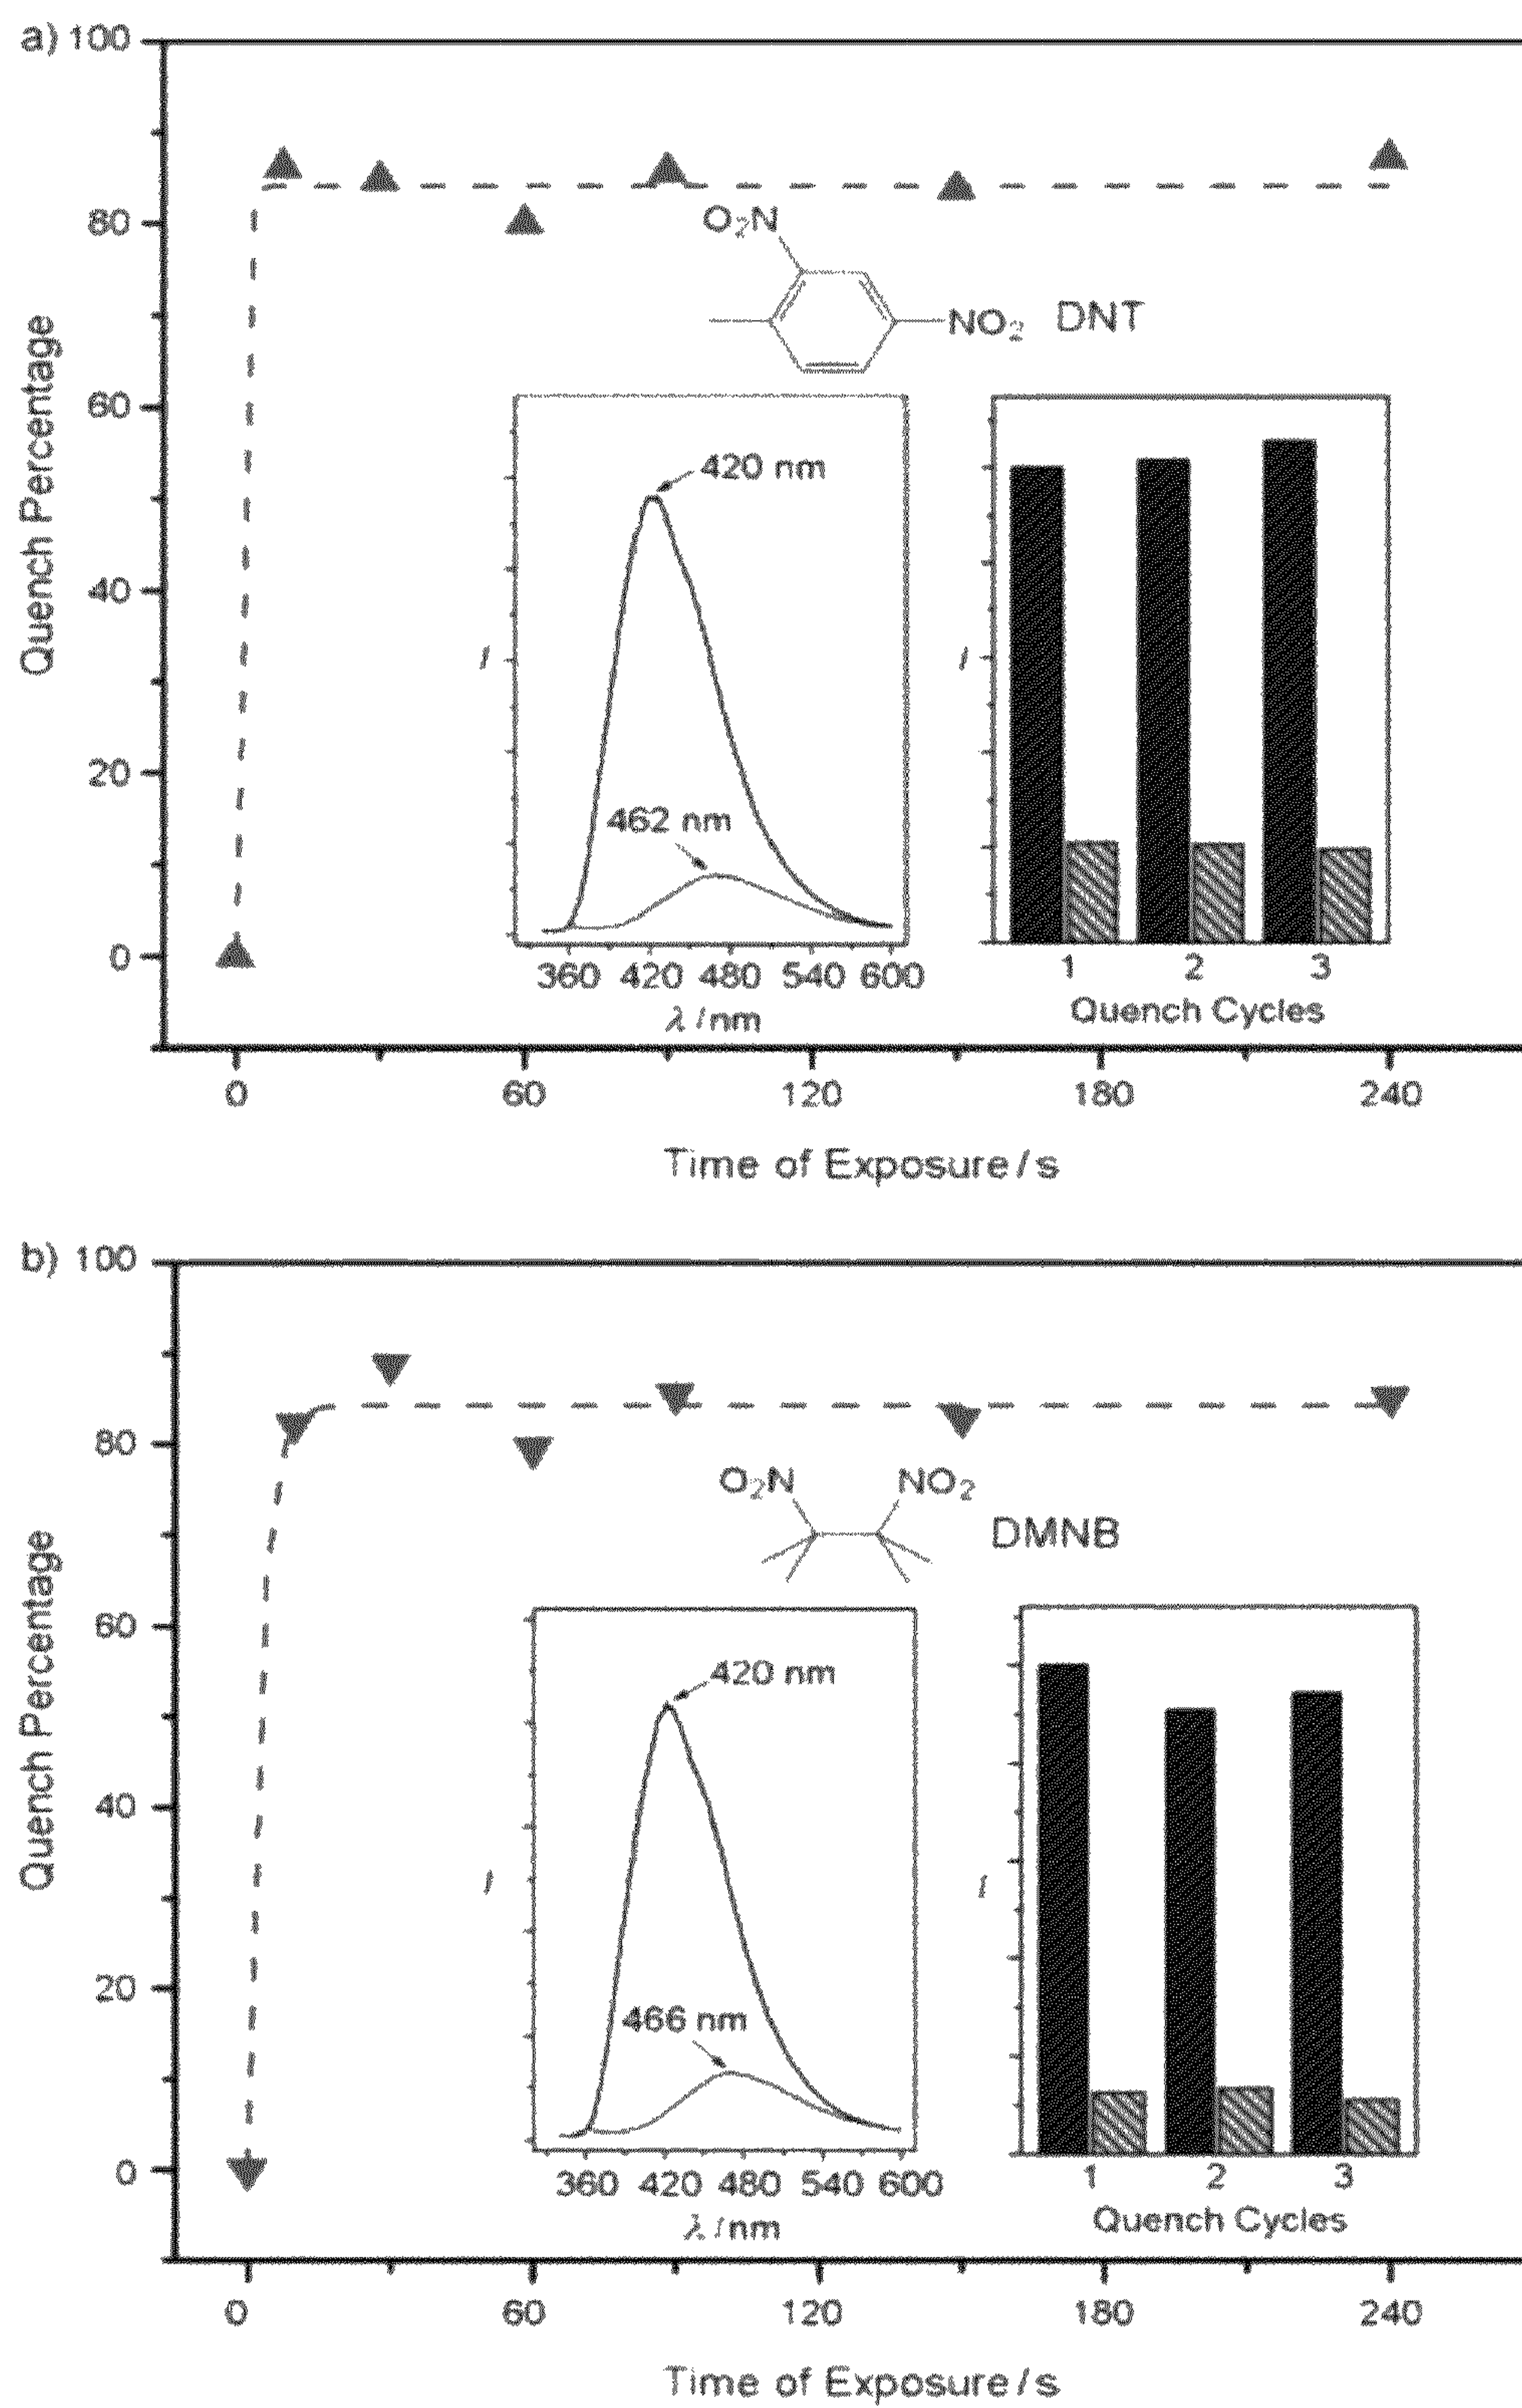 a) 100
80
60
40
20
0
Quench Percentage
O2N
NO2 DNT
420 nm
462 nm
I
360 420 480 540 600
λ / nm
I
1 2 3
Quench Cycles
0 60 120 180 240
Time of Exposure / s
b) 100
80
60
40
20
0
Quench Percentage
O2N NO2
DMNB
420 nm
466 nm
I
360 420 480 540 600
λ / nm
I
1 2 3
Quench Cycles
0 60 120 180 240
Time of Exposure / s